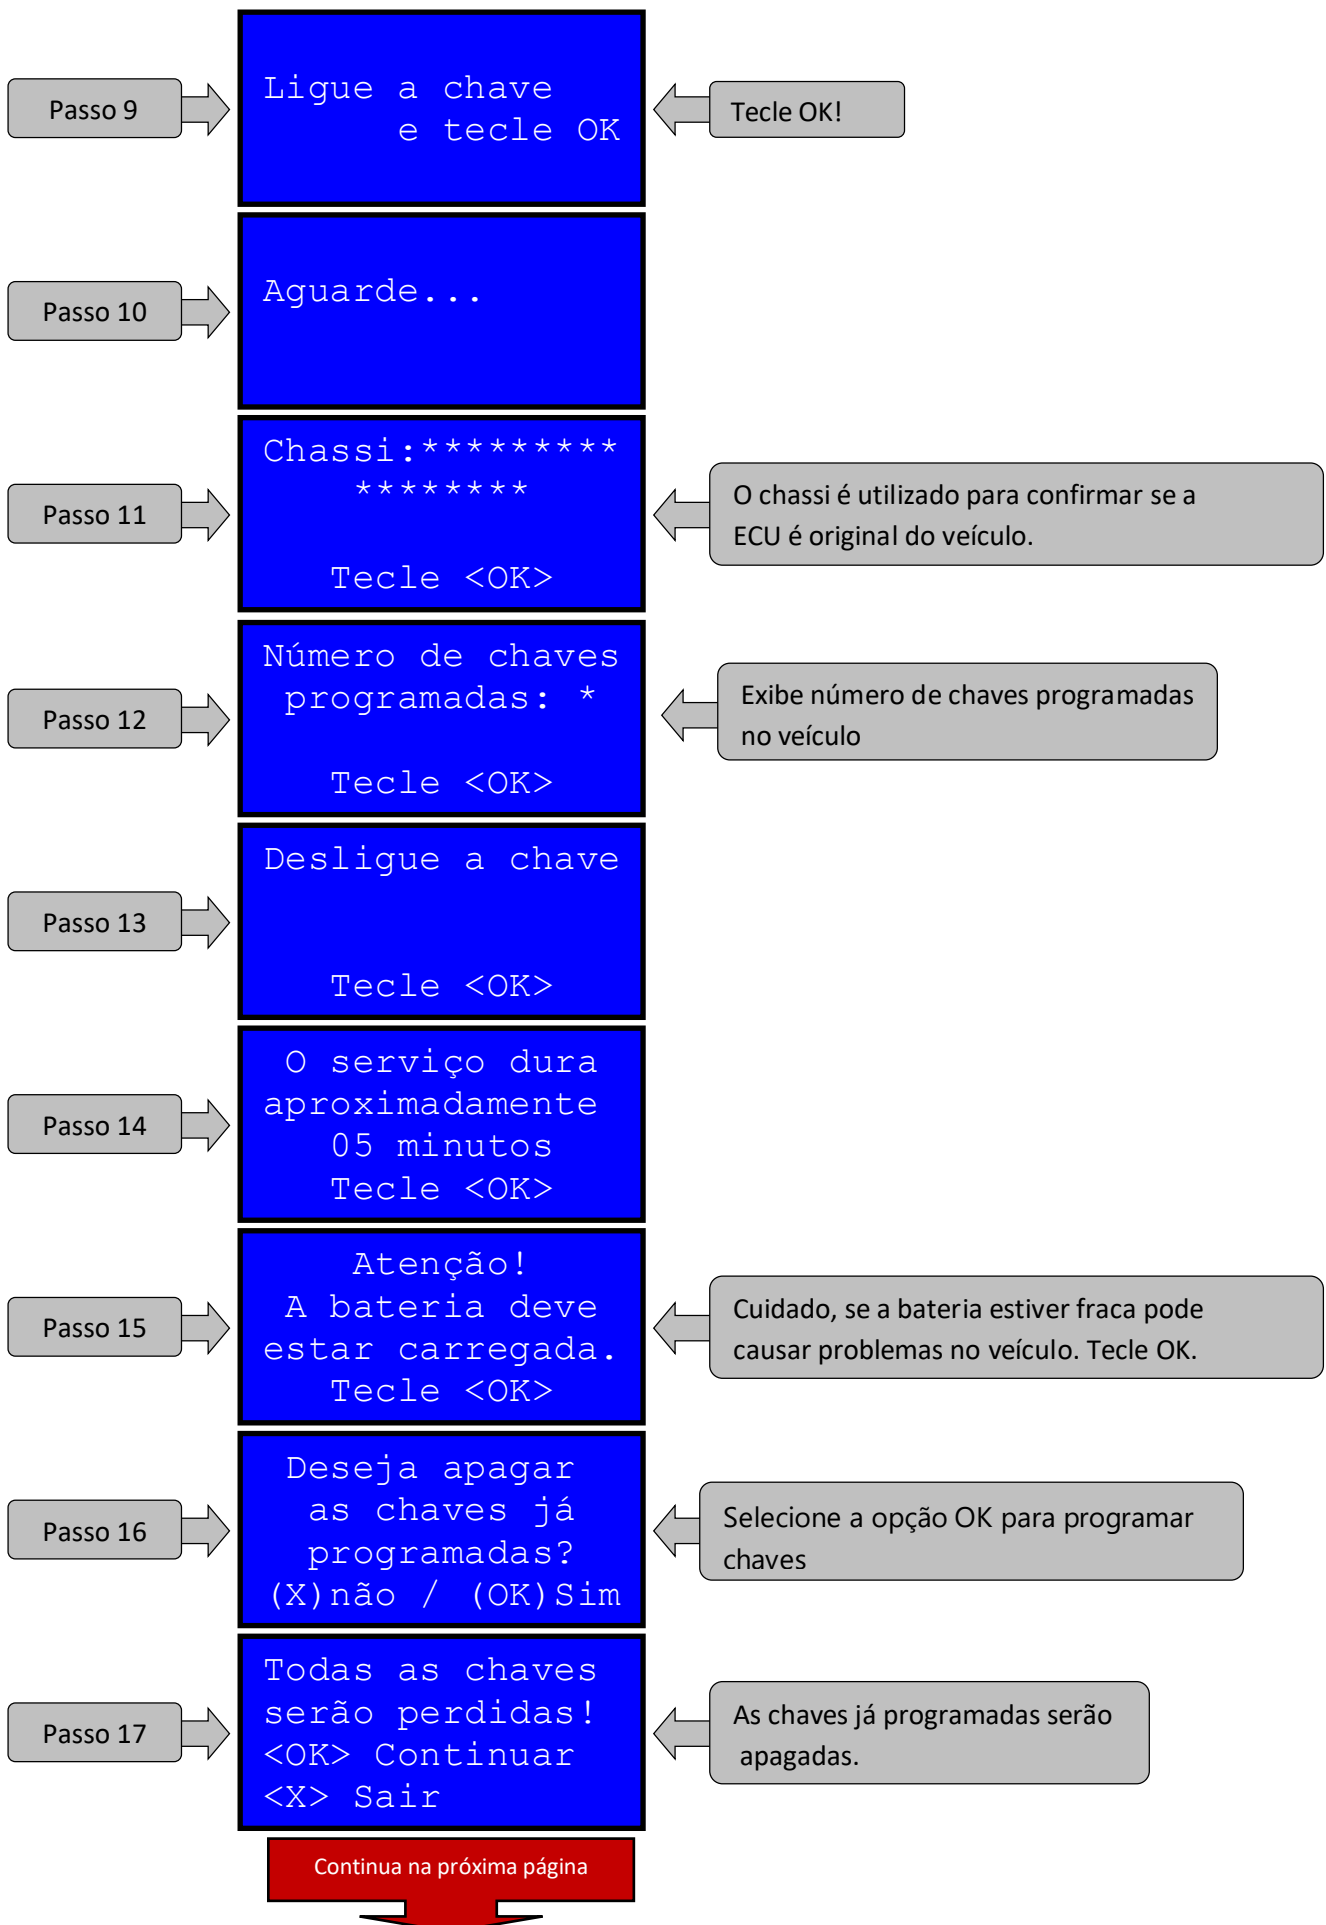 Passo 9
Ligue a chave
e tecle OK
Tecle OK!
Passo 10
Aguarde...
Passo 11
Chassi:*********
********
Tecle <OK>
O chassi é utilizado para confirmar se a
ECU é original do veículo.
Passo 12
Número de chaves
programadas: *
Tecle <OK>
Exibe número de chaves programadas
no veículo
Passo 13
Desligue a chave
Tecle <OK>
Passo 14
O serviço dura
aproximadamente
05 minutos
Tecle <OK>
Passo 15
Atenção!
A bateria deve
estar carregada.
Tecle <OK>
Cuidado, se a bateria estiver fraca pode
causar problemas no veículo. Tecle OK.
Passo 16
Deseja apagar
as chaves já
programadas?
(X)não / (OK)Sim
Selecione a opção OK para programar
chaves
Passo 17
Todas as chaves
serão perdidas!
<OK> Continuar
<X> Sair
As chaves já programadas serão
apagadas.
Continua na próxima página